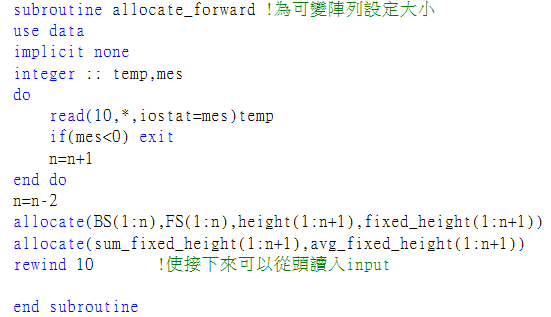 subroutine allocate_forward !為可變陣列設定大小
use data
implicit none
integer :: temp,mes
do
    read(10,*,iostat=mes)temp
    if(mes<0) exit
    n=n+1
end do
n=n-2
allocate(BS(1:n),FS(1:n),height(1:n+1),fixed_height(1:n+1))
allocate(sum_fixed_height(1:n+1),avg_fixed_height(1:n+1))
rewind 10      !使接下來可以從頭讀入input
end subroutine